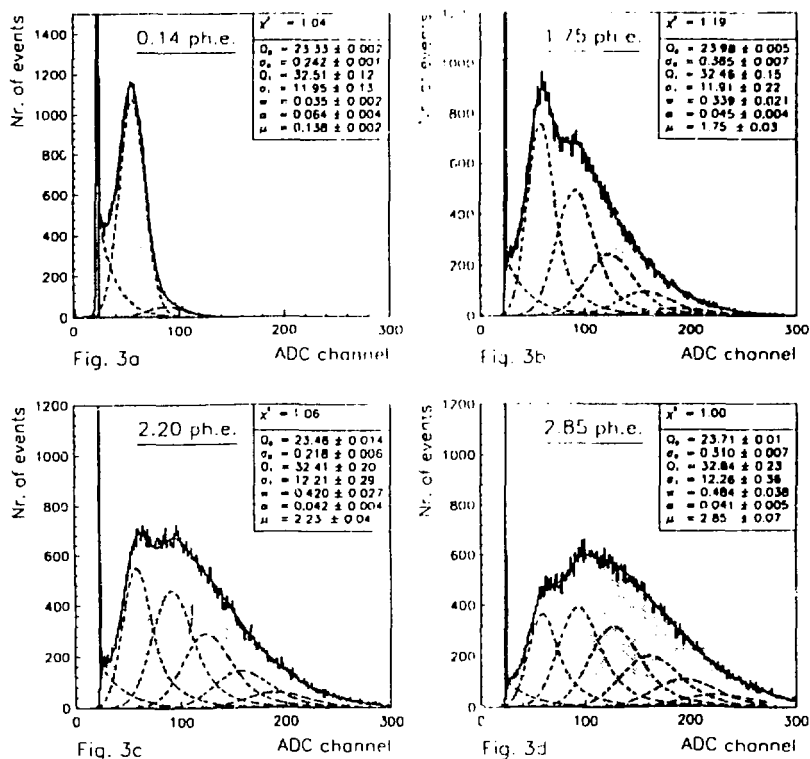 χ² = 1.04
0.14 ph.e.
Q₀ = 23.33 ± 0.002
σ₀ = 0.242 ± 0.001
Q₁ = 32.51 ± 0.12
σ₁ = 11.95 ± 0.13
w = 0.035 ± 0.002
α = 0.064 ± 0.004
μ = 0.138 ± 0.002
Nr. of events
1400
1200
1000
800
600
400
200
0
0 100 200 300
Fig. 3a
ADC channel
χ² = 1.19
1.75 ph.e.
Q₀ = 23.98 ± 0.005
σ₀ = 0.385 ± 0.007
Q₁ = 32.46 ± 0.15
σ₁ = 11.91 ± 0.22
w = 0.339 ± 0.021
α = 0.045 ± 0.004
μ = 1.75 ± 0.03
of events
1000
800
600
400
200
0
0 100 200 300
Fig. 3b
ADC channel
χ² = 1.06
2.20 ph.e.
Q₀ = 23.46 ± 0.014
σ₀ = 0.218 ± 0.006
Q₁ = 32.41 ± 0.20
σ₁ = 12.21 ± 0.29
w = 0.420 ± 0.027
α = 0.042 ± 0.004
μ = 2.23 ± 0.04
Nr. of events
1200
1000
800
600
400
200
0
0 100 200 300
Fig. 3c
ADC channel
χ² = 1.00
2.85 ph.e.
Q₀ = 23.71 ± 0.01
σ₀ = 0.310 ± 0.007
Q₁ = 32.84 ± 0.23
σ₁ = 12.26 ± 0.36
w = 0.484 ± 0.038
α = 0.041 ± 0.005
μ = 2.85 ± 0.07
Nr. of events
1200
1000
800
600
400
200
0
0 100 200 300
Fig. 3d
ADC channel